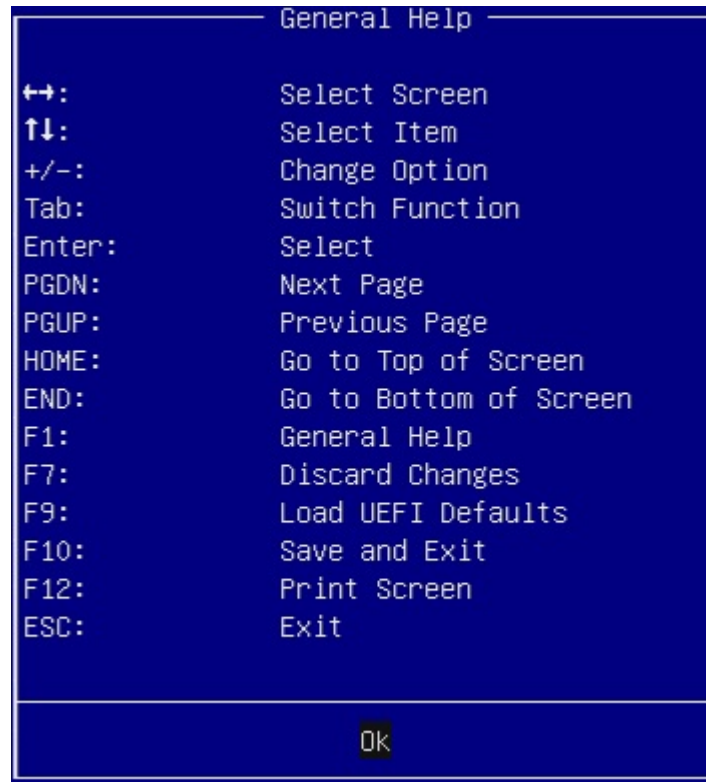 General Help
←→: Select Screen
↑↓: Select Item
+/-: Change Option
Tab: Switch Function
Enter: Select
PGDN: Next Page
PGUP: Previous Page
HOME: Go to Top of Screen
END: Go to Bottom of Screen
F1: General Help
F7: Discard Changes
F9: Load UEFI Defaults
F10: Save and Exit
F12: Print Screen
ESC: Exit
Ok